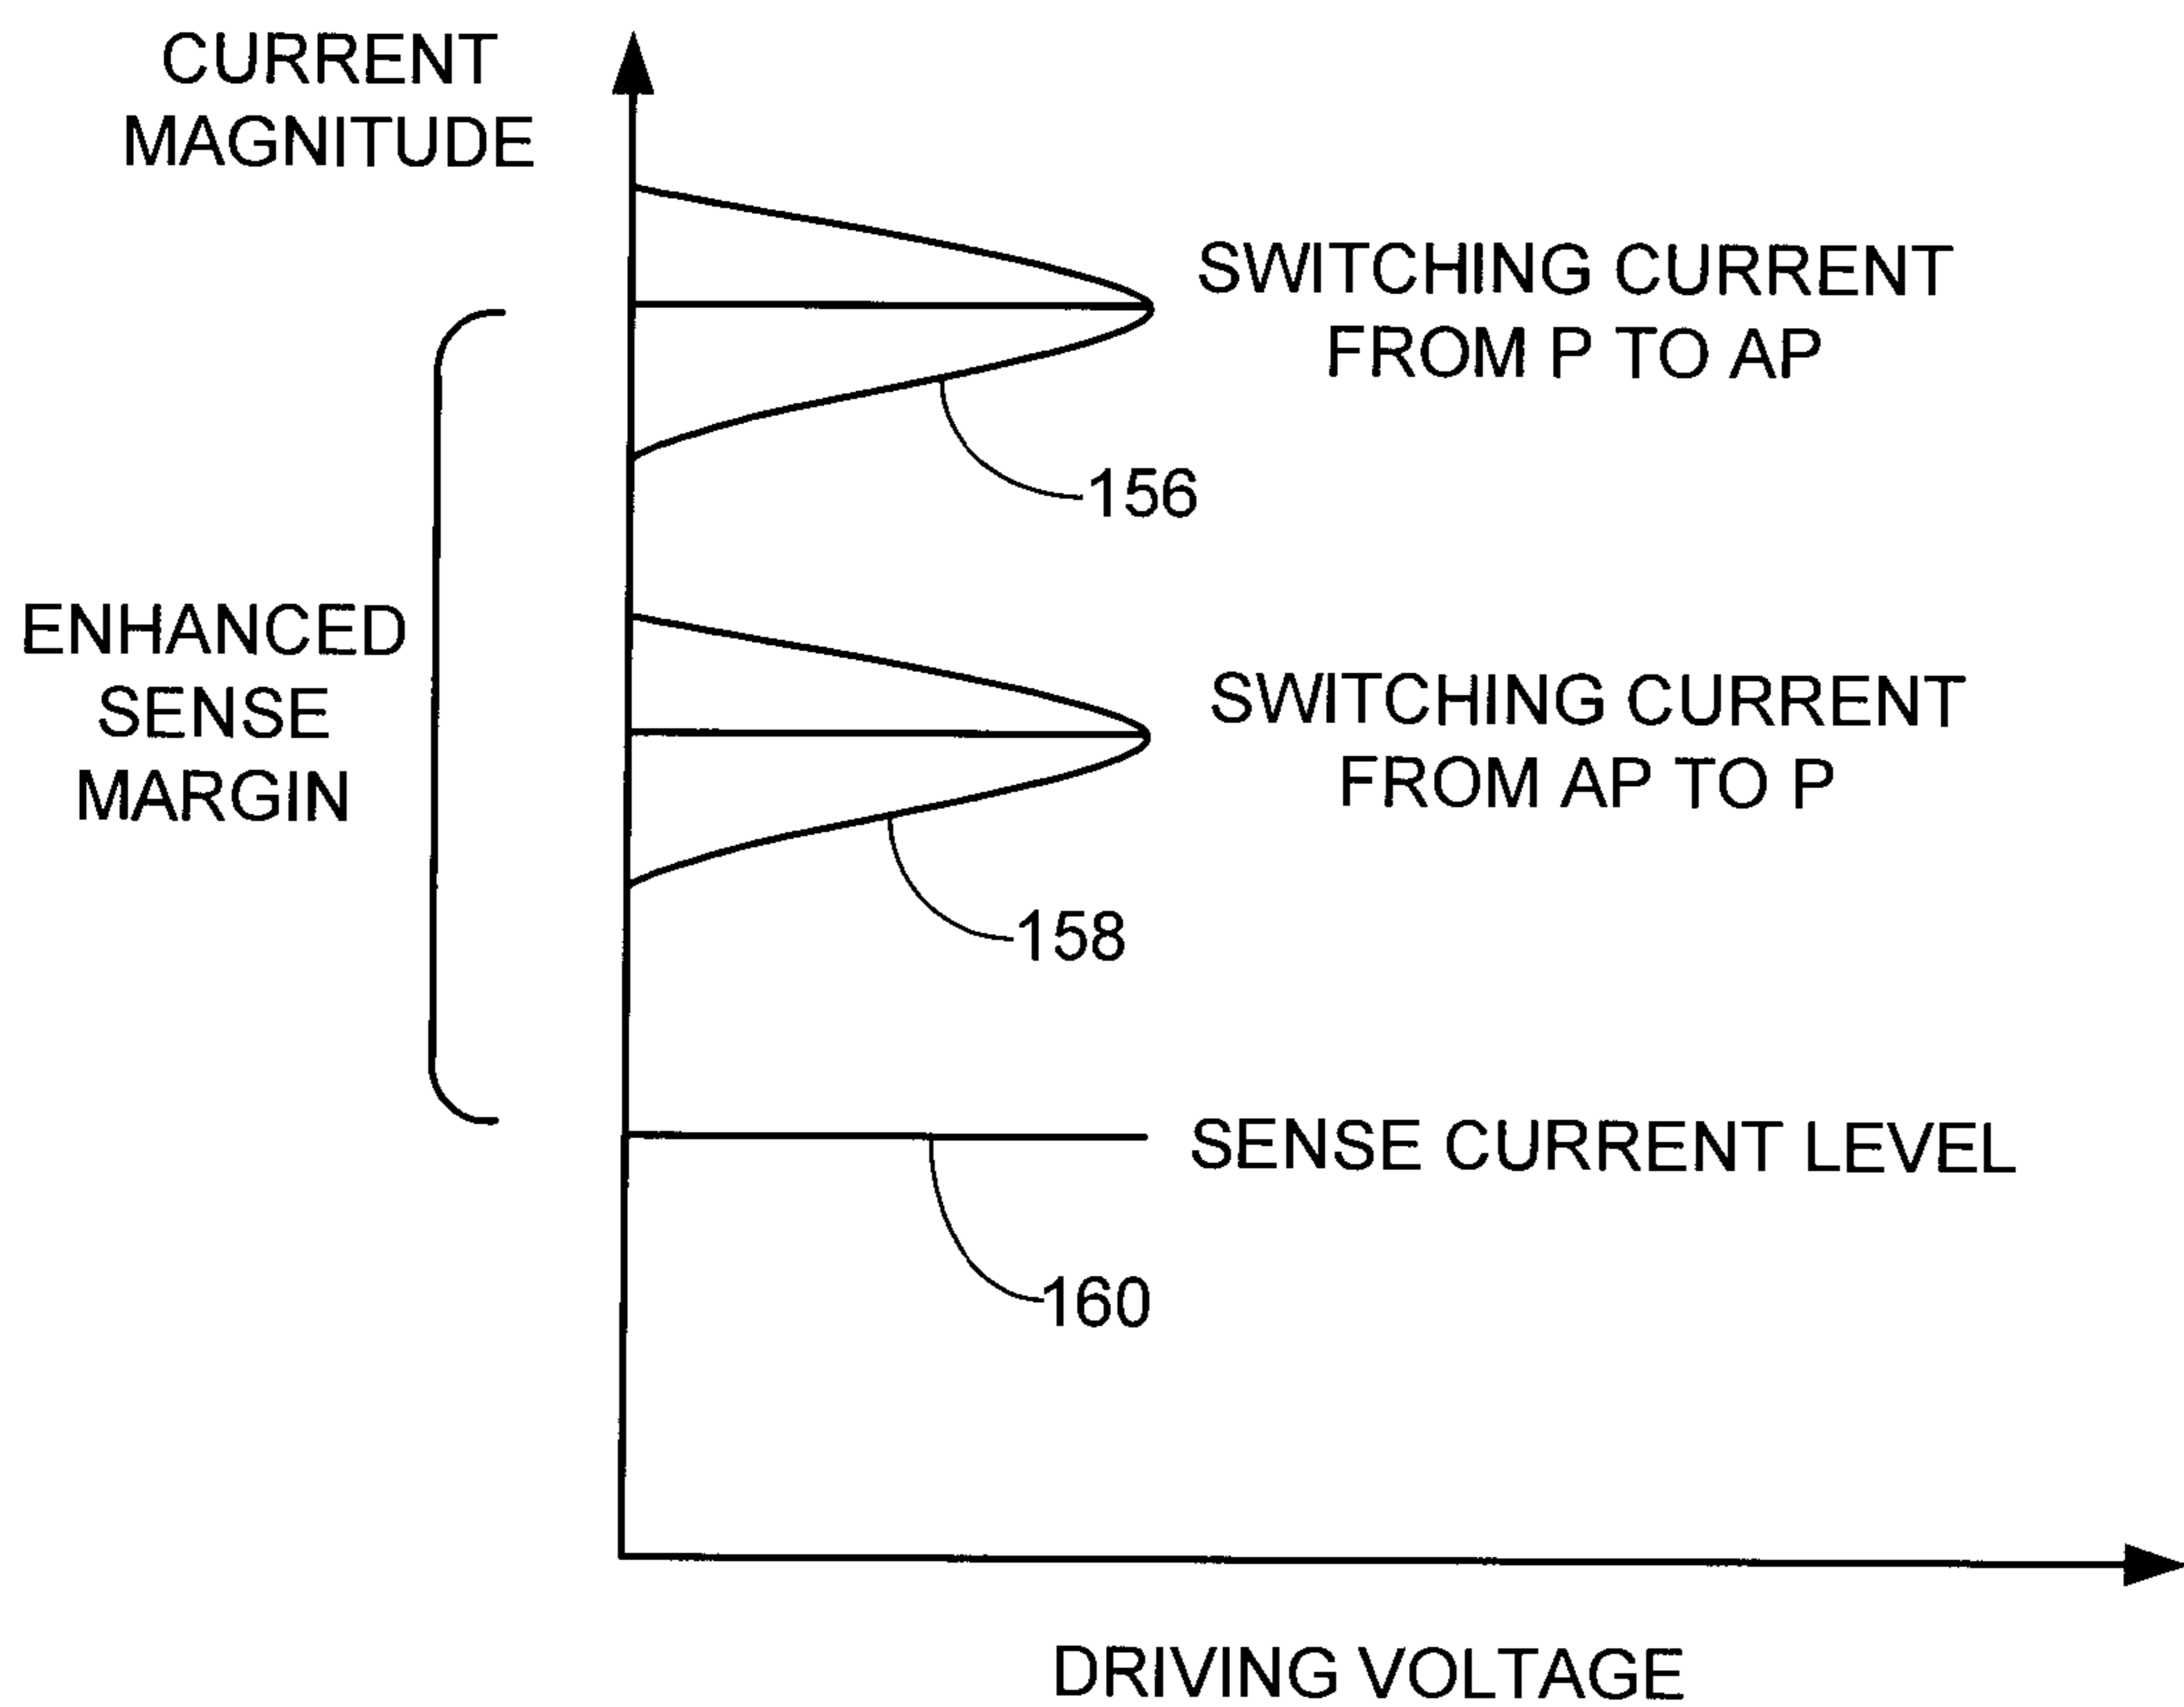 CURRENT
MAGNITUDE
SWITCHING CURRENT
FROM P TO AP
156
ENHANCED
SENSE
MARGIN
SWITCHING CURRENT
FROM AP TO P
158
SENSE CURRENT LEVEL
160
DRIVING VOLTAGE